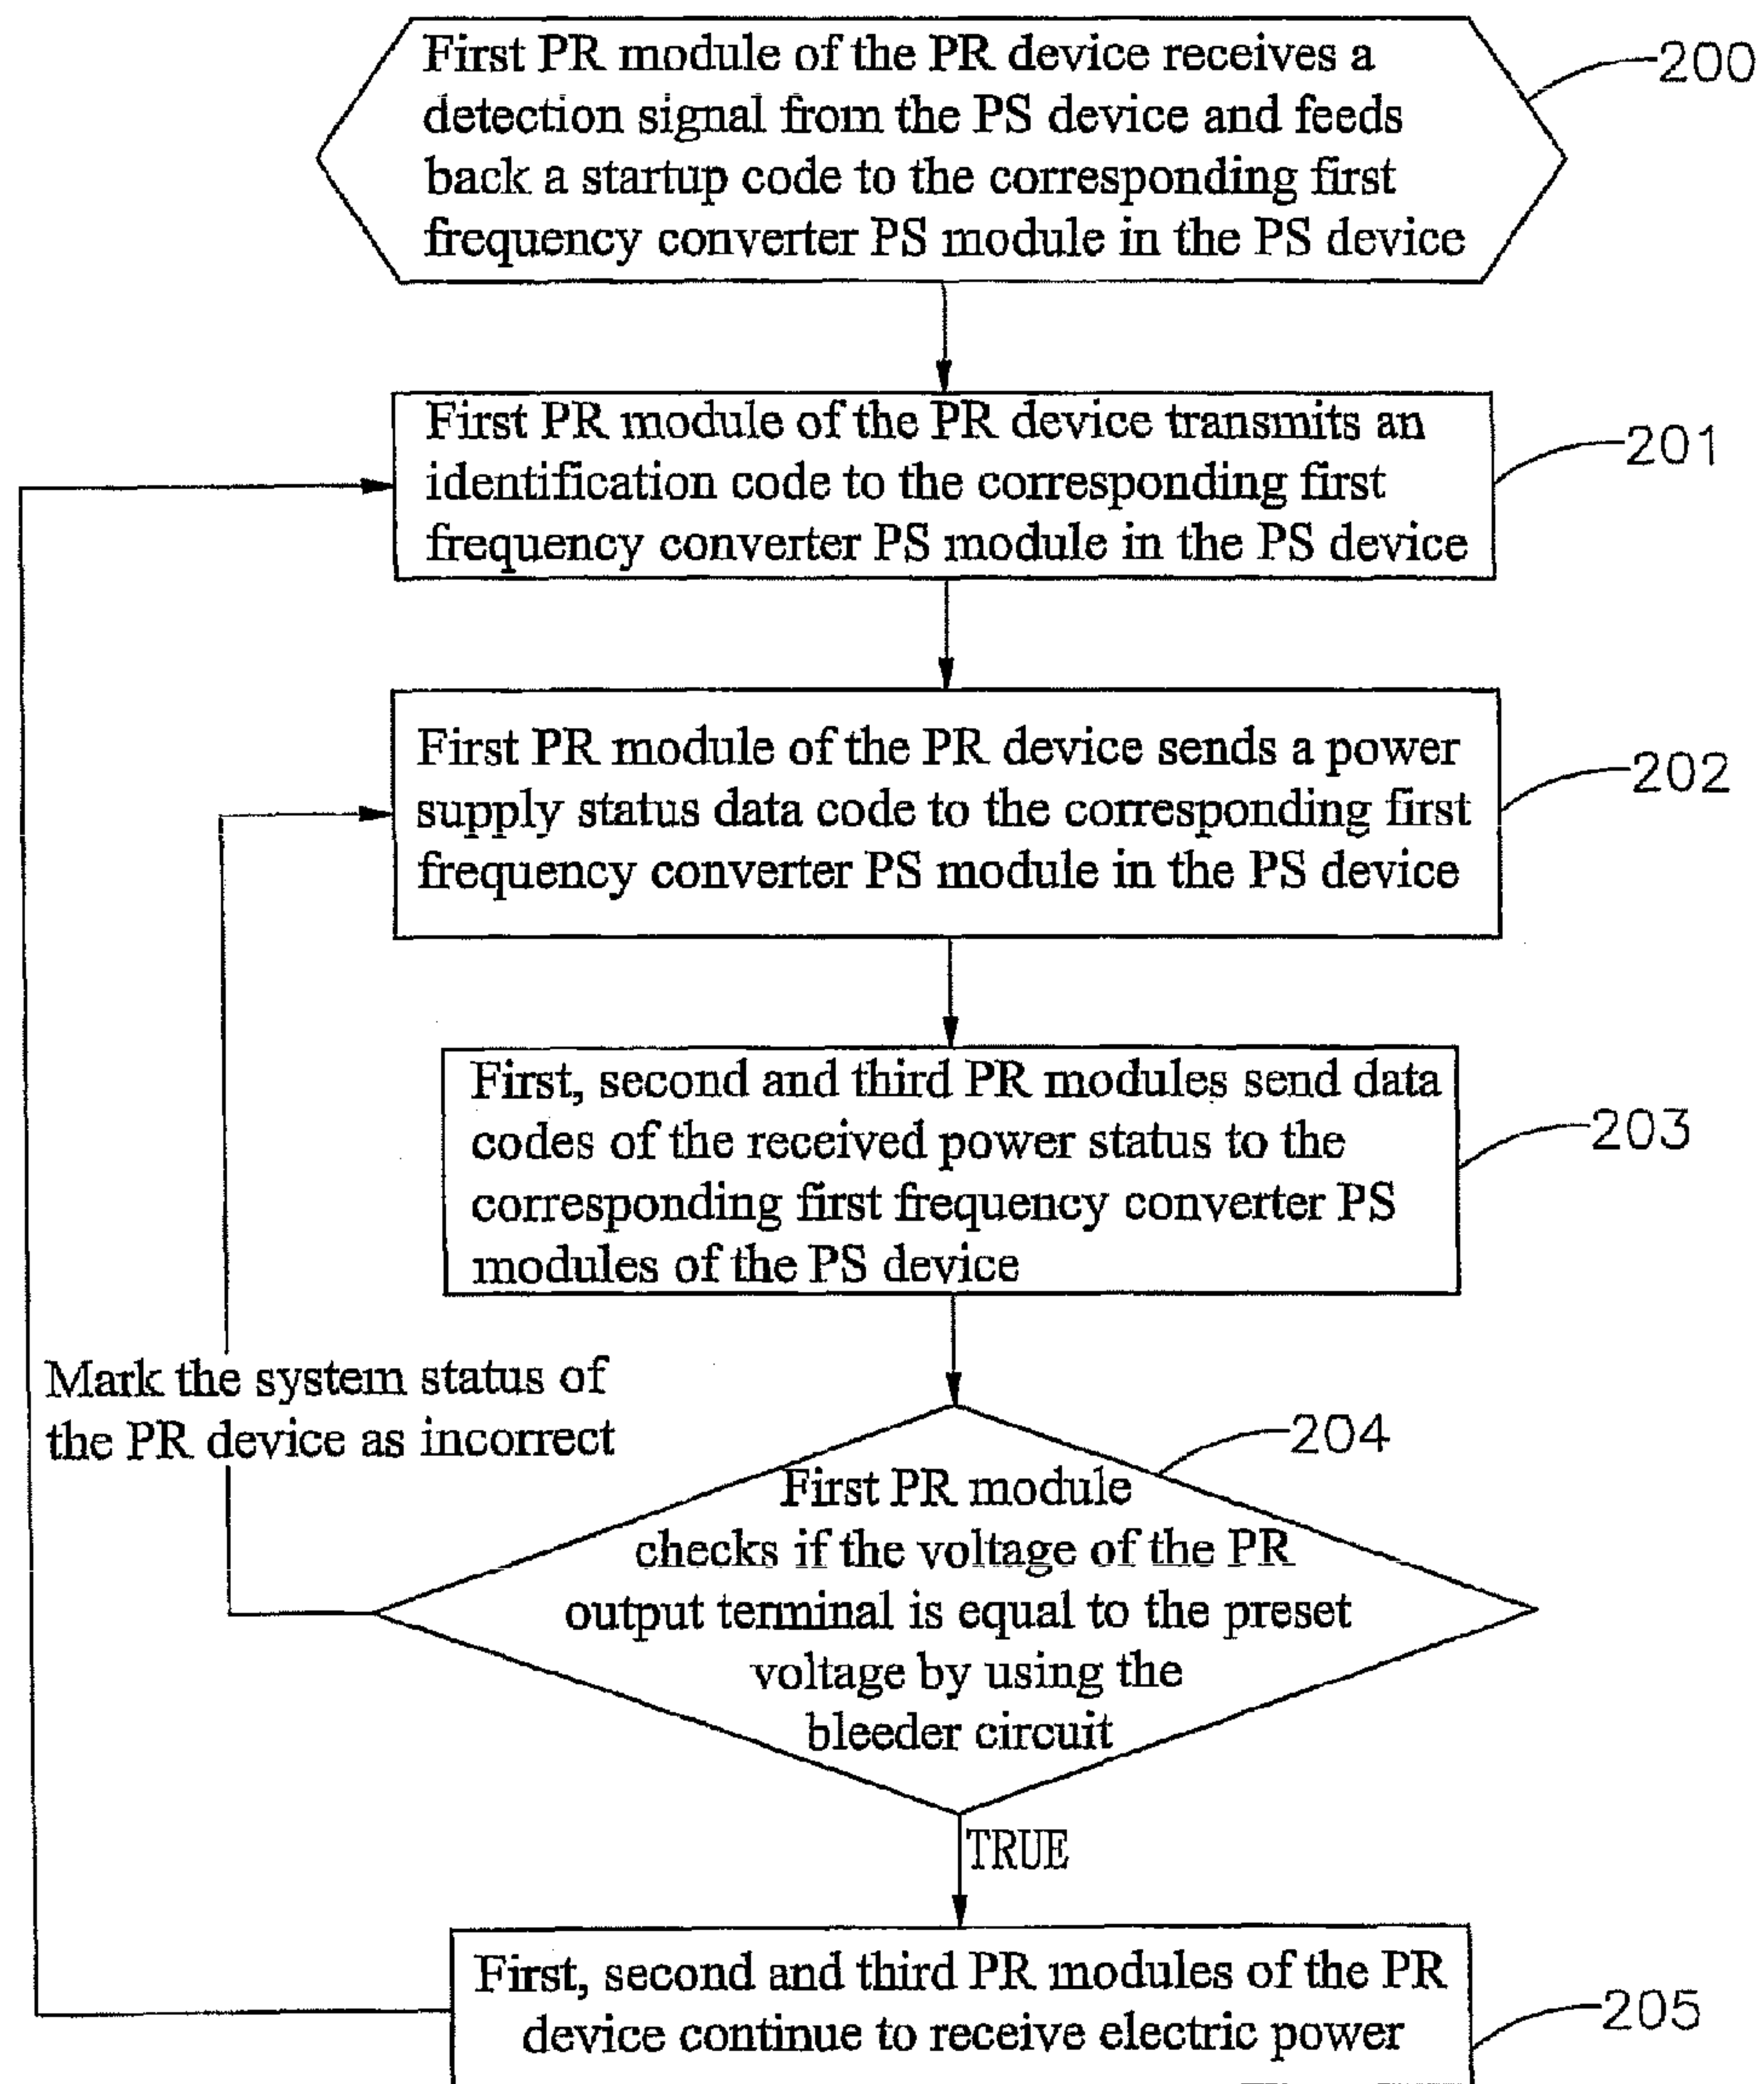 First PR module of the PR device receives a
detection signal from the PS device and feeds
back a startup code to the corresponding first
frequency converter PS module in the PS device
200
First PR module of the PR device transmits an
identification code to the corresponding first
frequency converter PS module in the PS device
201
First PR module of the PR device sends a power
supply status data code to the corresponding first
frequency converter PS module in the PS device
202
First, second and third PR modules send data
codes of the received power status to the
corresponding first frequency converter PS
modules of the PS device
203
Mark the system status of
the PR device as incorrect
204
First PR module
checks if the voltage of the PR
output terminal is equal to the preset
voltage by using the
bleeder circuit
TRUE
First, second and third PR modules of the PR
device continue to receive electric power
205